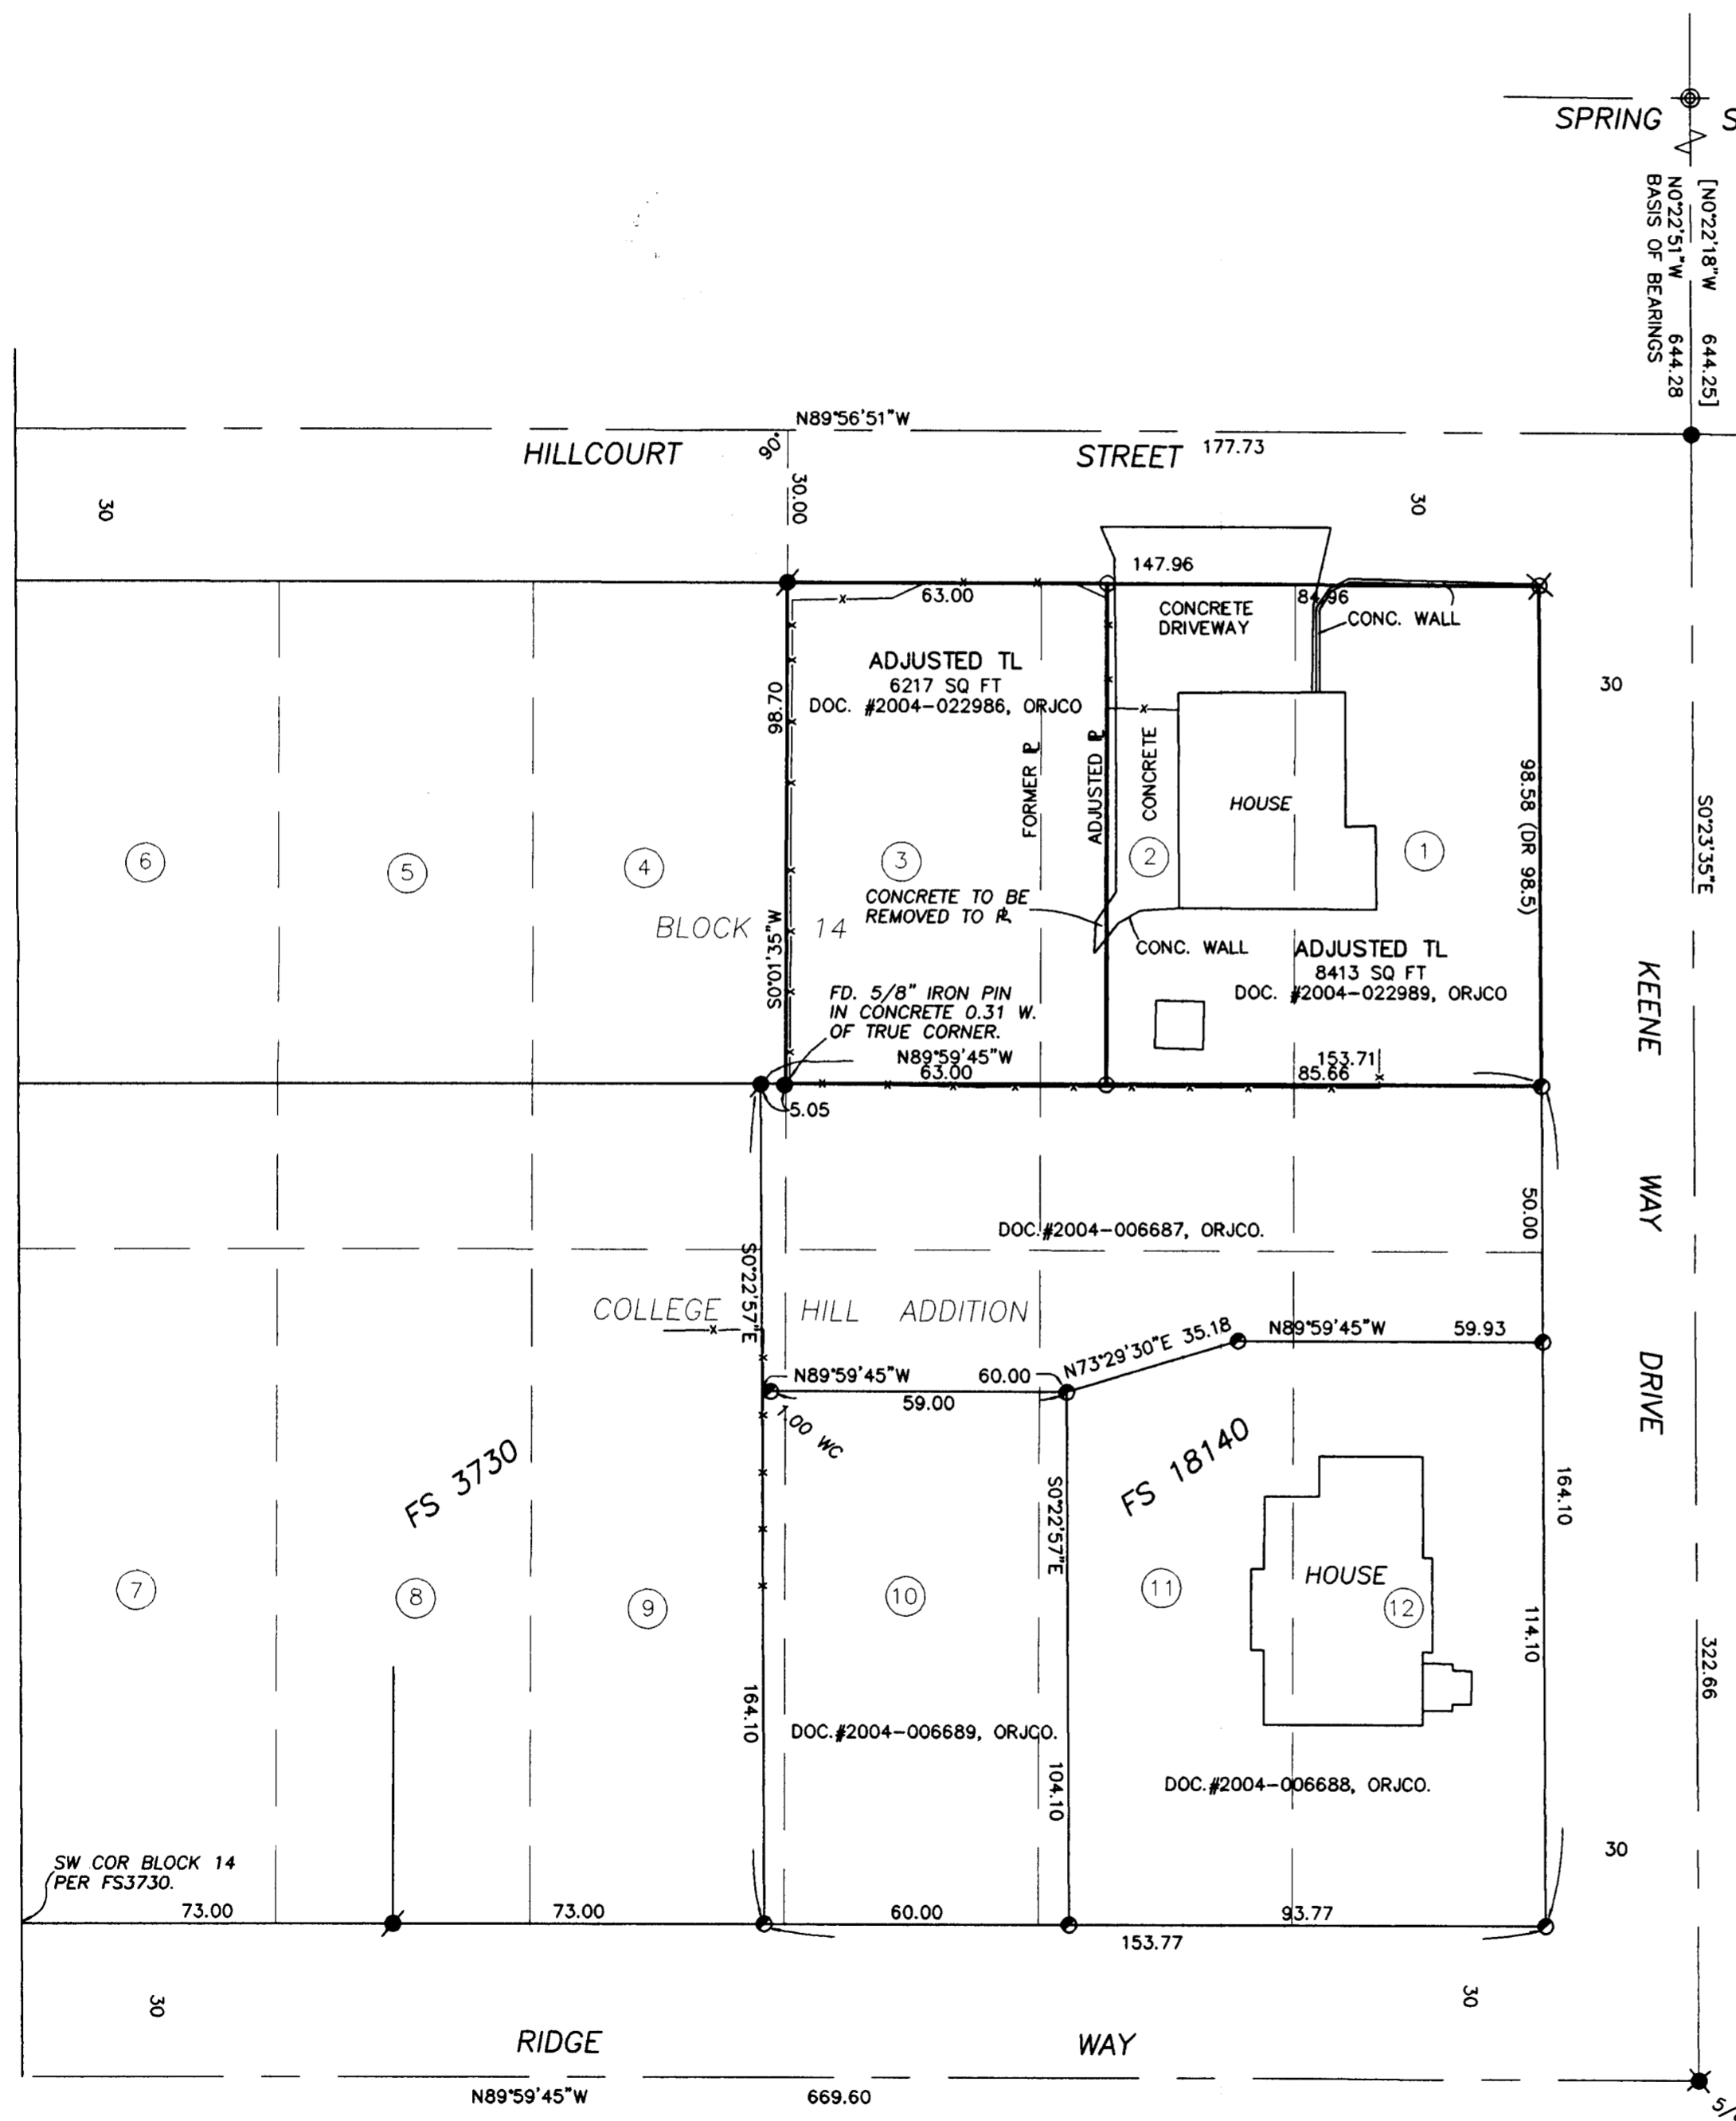 SPRING S
[N0°22'18"W 644.25]
N0°22'51"W 644.28
BASIS OF BEARINGS
N89°56'51"W
HILLCOURT STREET 177.73
90°
30.00
30
30
147.96
63.00
84.96
CONCRETE
DRIVEWAY
CONC. WALL
ADJUSTED TL
6217 SQ FT
DOC. #2004-022986, ORJCO
30
98.70
FORMER PL
ADJUSTED PL
CONCRETE
HOUSE
98.58 (DR 98.5)
S0°23'35"E
6
5
4
3
2
1
CONCRETE TO BE
REMOVED TO PL
BLOCK 14
S0°01'35"W
CONC. WALL
ADJUSTED TL
8413 SQ FT
DOC. #2004-022989, ORJCO
KEENE WAY DRIVE
FD. 5/8" IRON PIN
IN CONCRETE 0.31 W.
OF TRUE CORNER.
N89°59'45"W
63.00
153.71
85.66
5.05
50.00
DOC.#2004-006687, ORJCO.
S0°22'57"E
COLLEGE HILL ADDITION
N73°29'30"E 35.18
N89°59'45"W 59.93
N89°59'45"W 60.00
59.00
1.00 WC
FS 3730
FS 18140
S0°22'57"E
164.10
HOUSE
7
8
9
10
11
12
114.10
322.66
164.10
DOC.#2004-006689, ORJCO.
104.10
DOC.#2004-006688, ORJCO.
30
SW COR BLOCK 14
PER FS3730.
73.00
73.00
60.00
93.77
153.77
30
30
RIDGE WAY
N89°59'45"W 669.60
5/